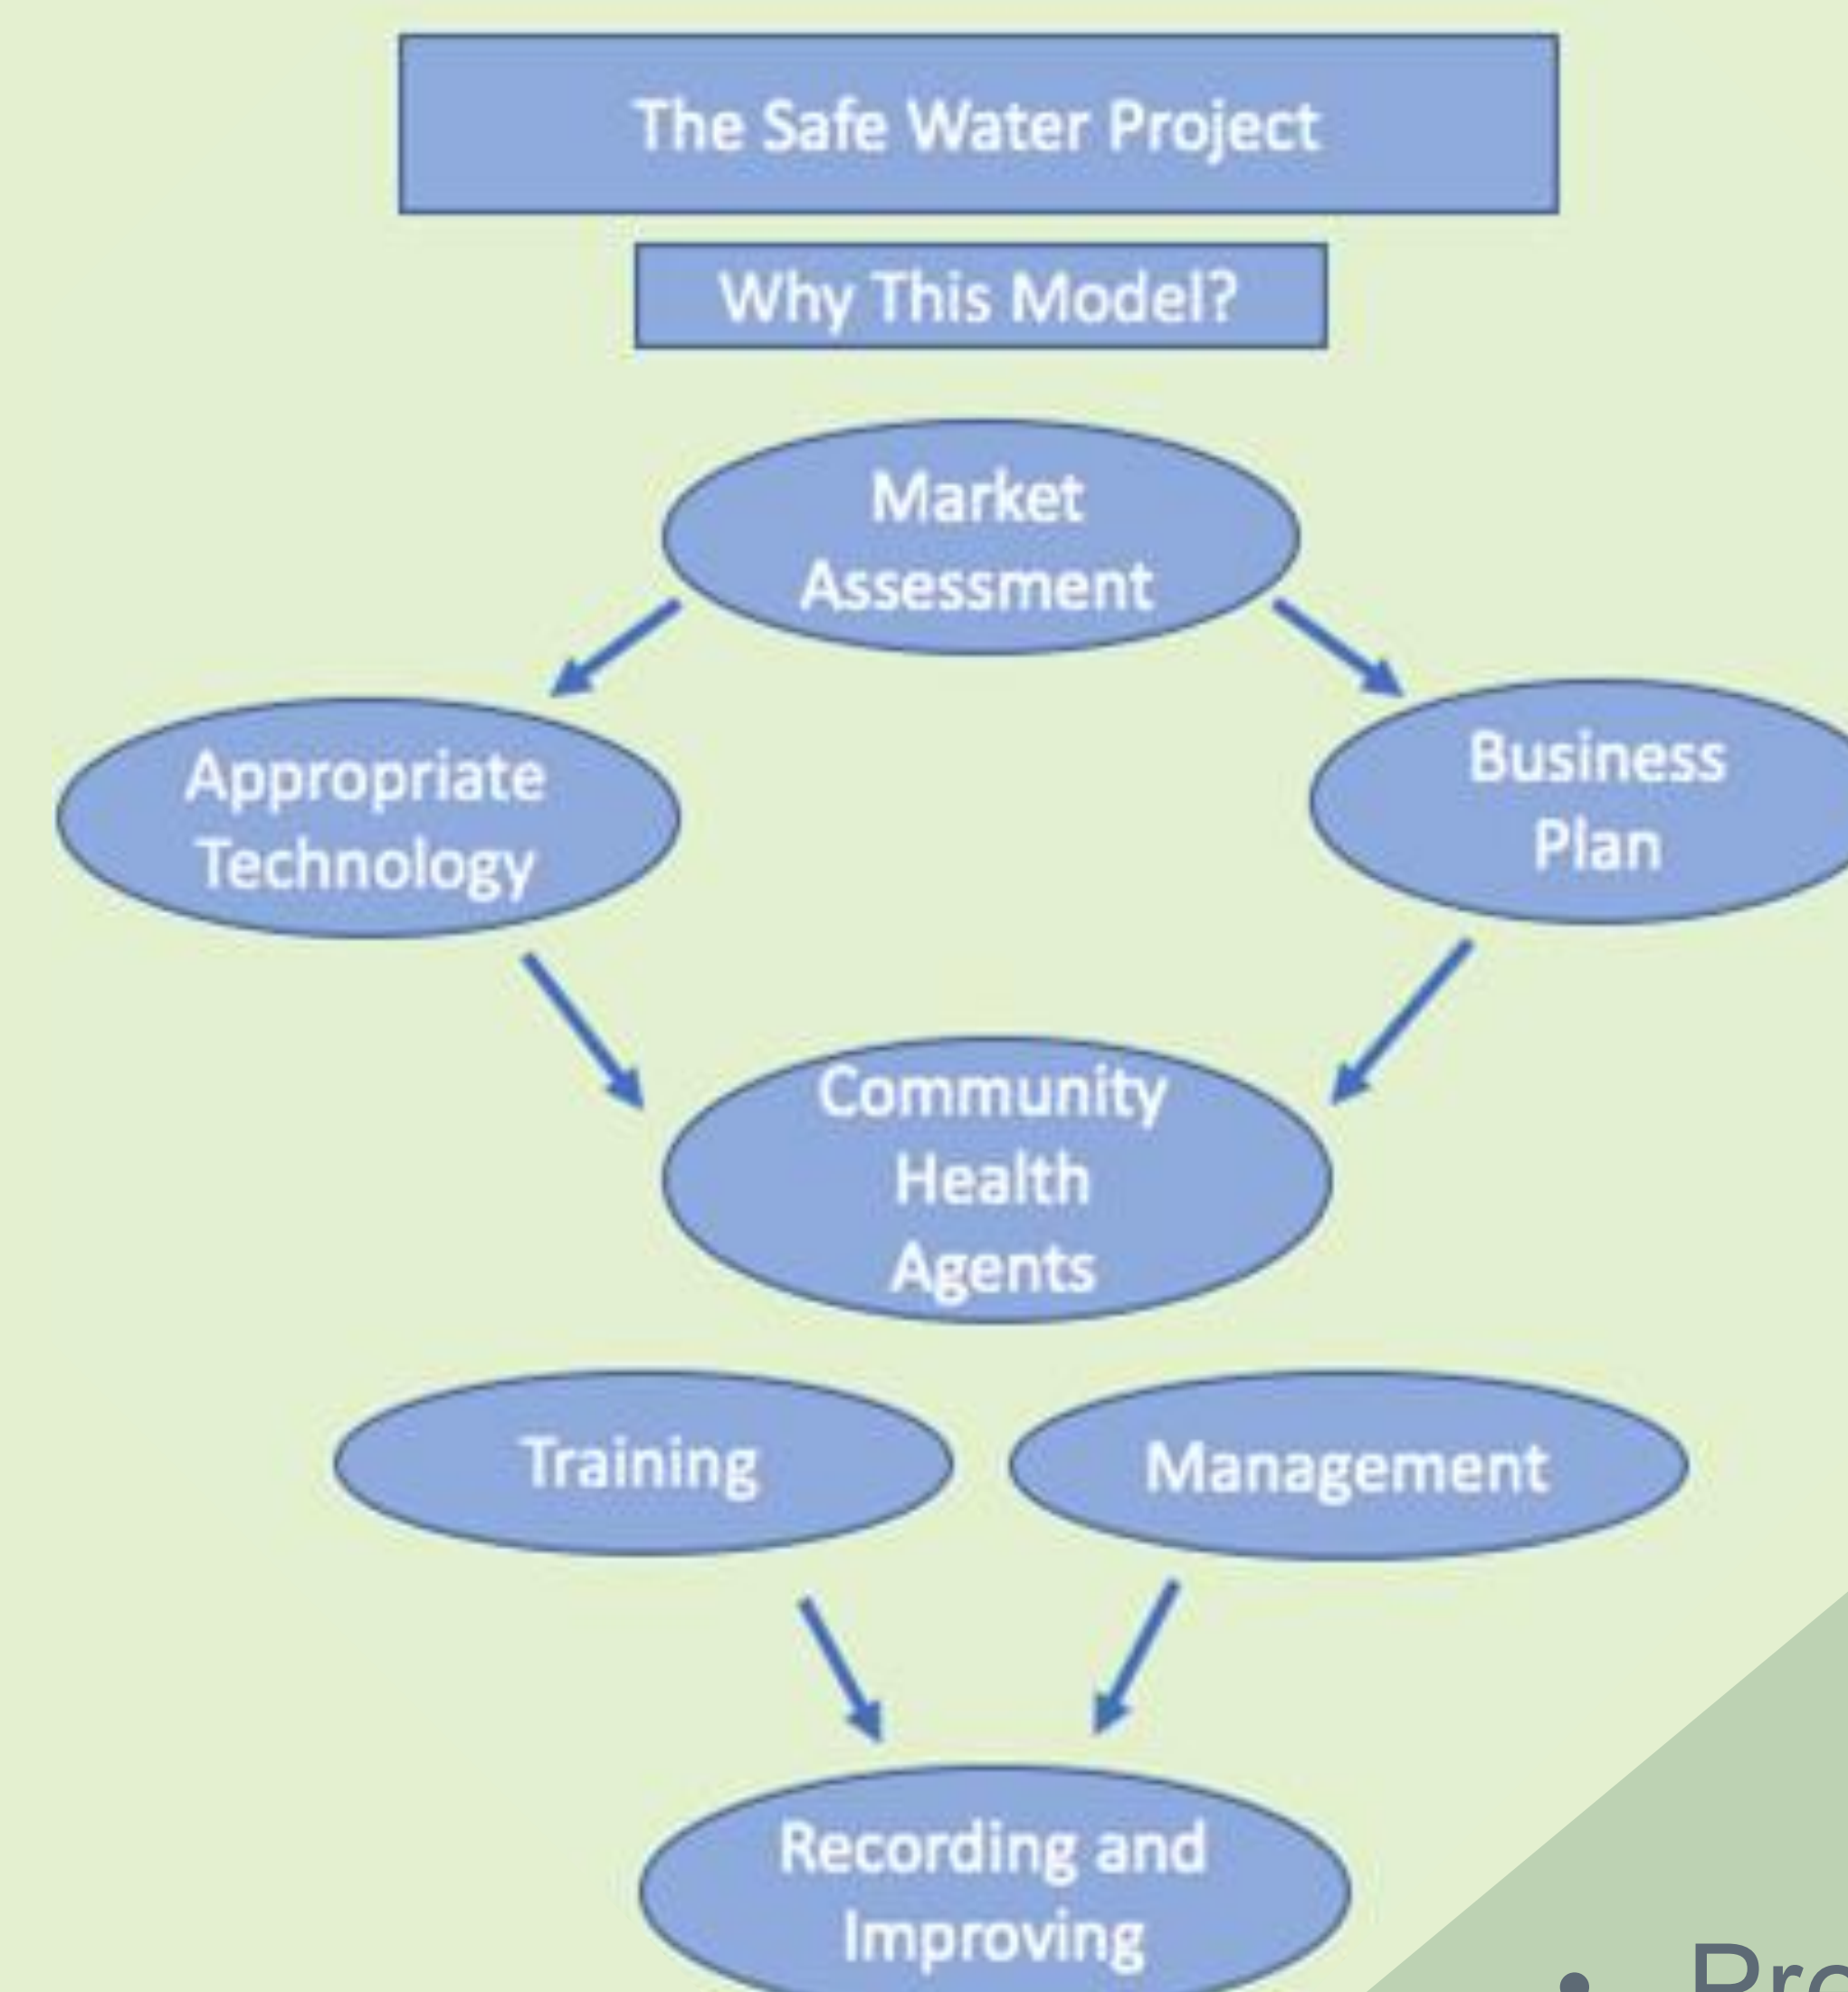 The Safe Water Project
Why This Model?
Market
Assessment
Appropriate
Technology
Business
Plan
Community
Health
Agents
Training
Management
Recording and
Improving